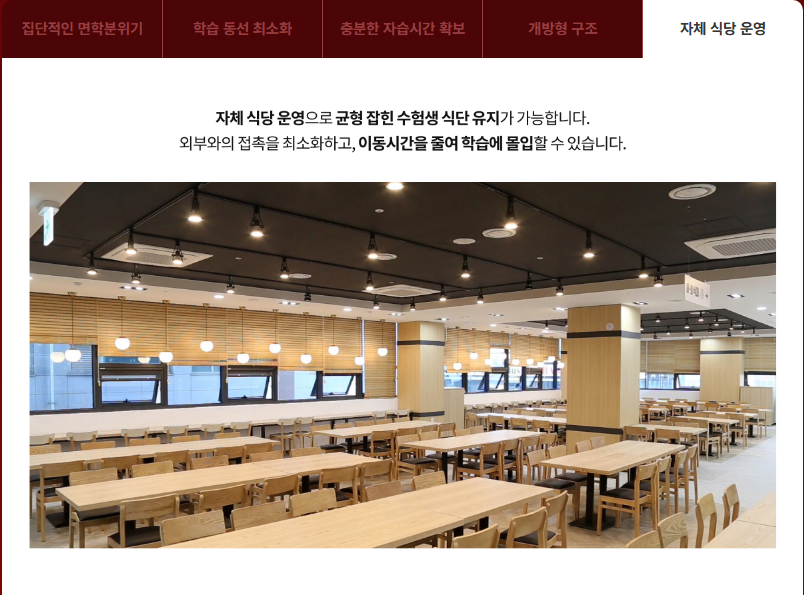 집단적인 면학분위기
학습 동선 최소화
충분한 자습시간 확보
개방형 구조
자체 식당 운영
자체 식당 운영으로 균형 잡힌 수험생 식단 유지가 가능합니다.
외부와의 접촉을 최소화하고, 이동시간을 줄여 학습에 몰입할 수 있습니다.